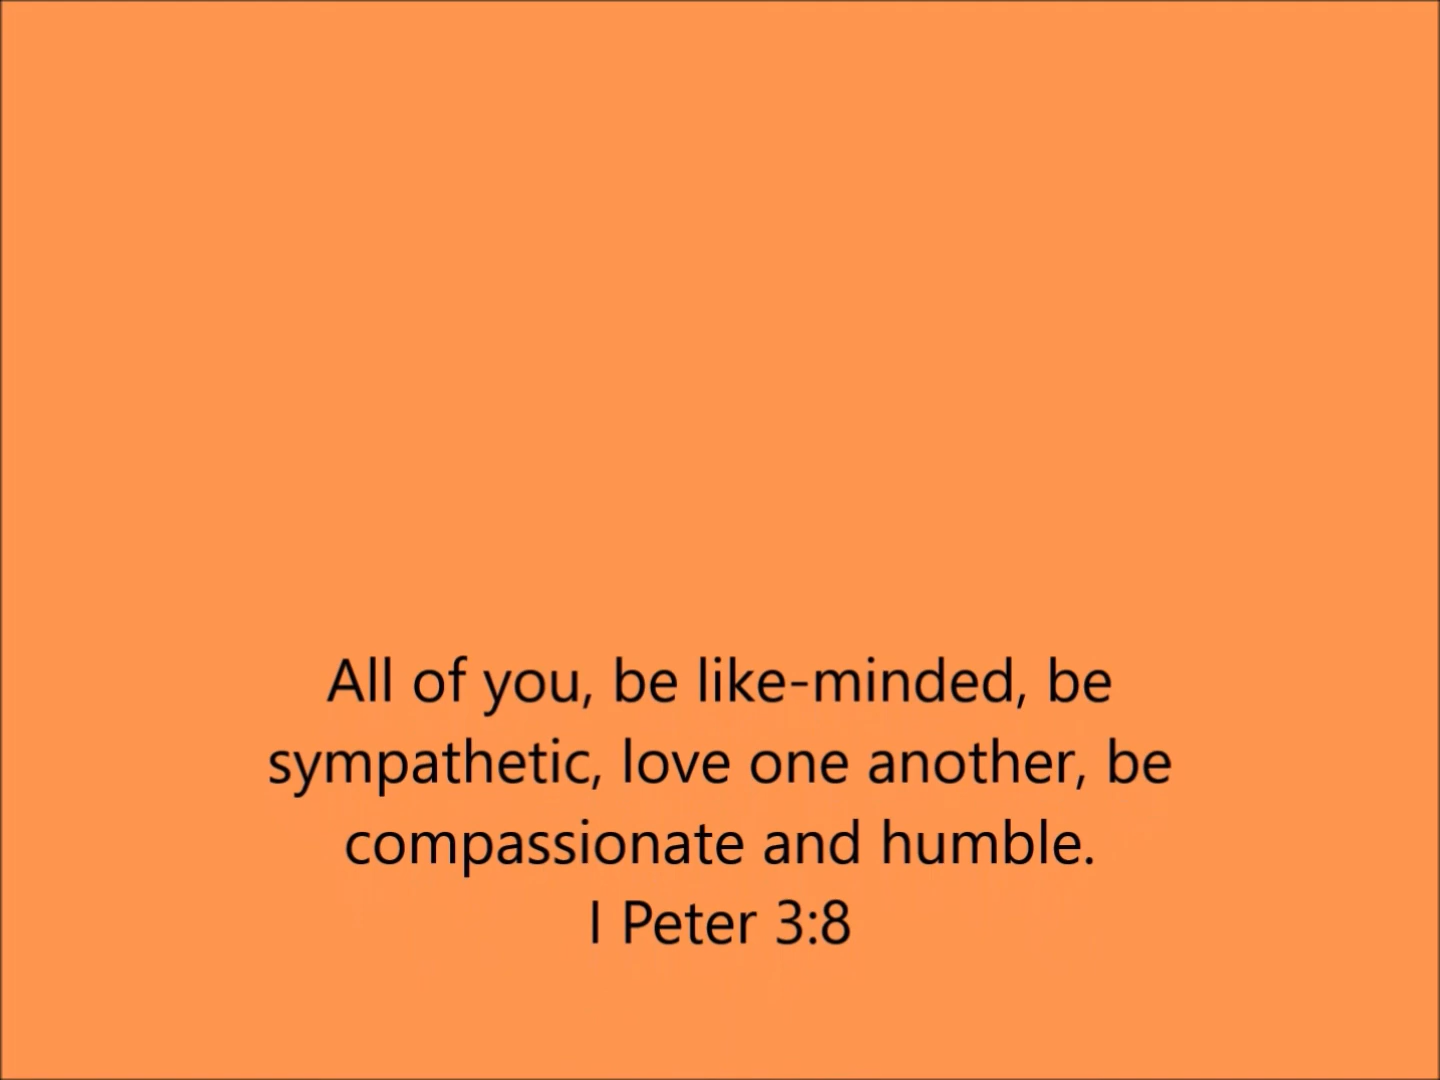 All of you, be like-minded, be
sympathetic, love one another, be
compassionate and humble.
I Peter 3:8